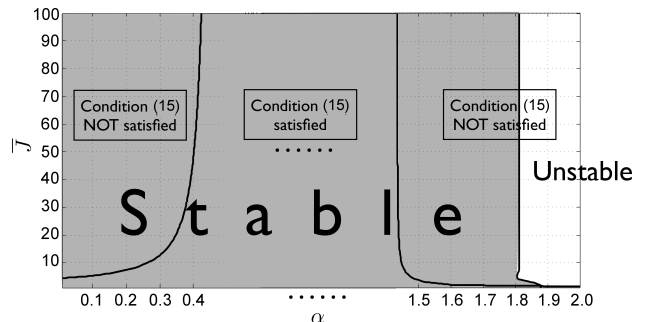 100
90
80
70
60
50
40
30
20
10
J
Condition (15)
NOT satisfied
Condition (15)
satisfied
......
Condition (15)
NOT satisfied
Unstable
Stable
0.1 0.2 0.3 0.4 ...... 1.5 1.6 1.7 1.8 1.9 2.0
α